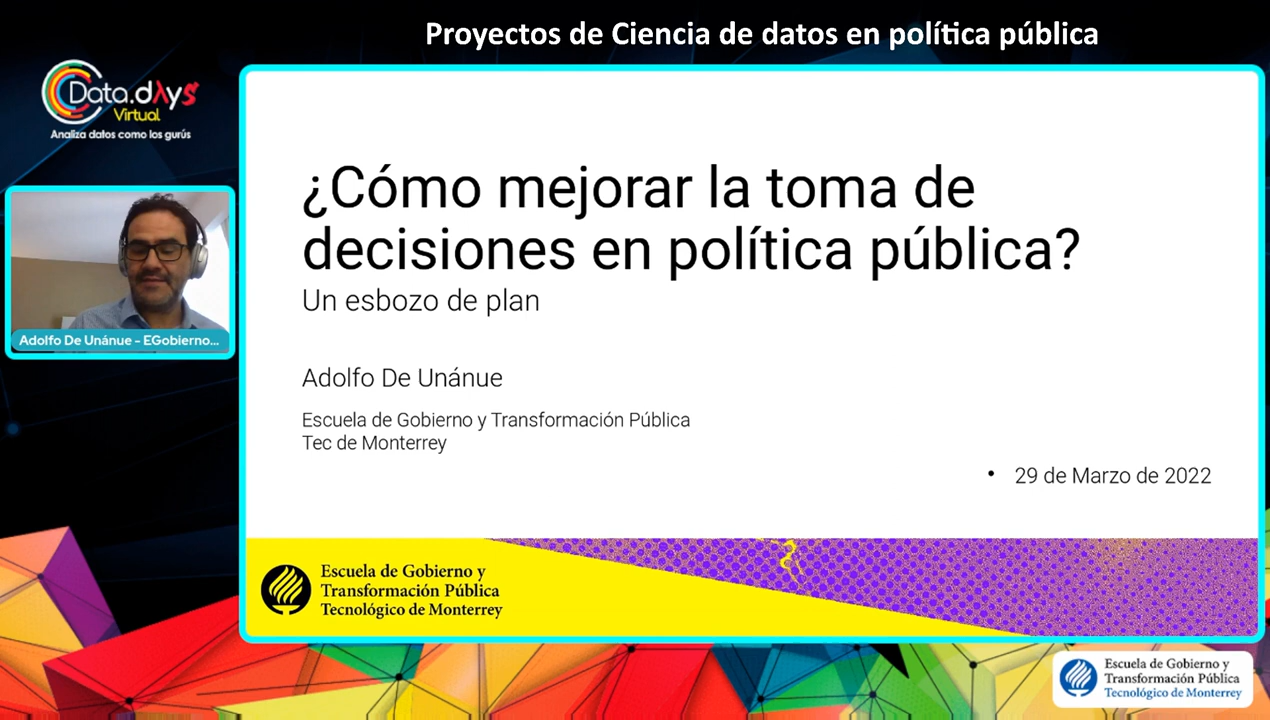 Proyectos de Ciencia de datos en política pública
Data.dλys
Virtual
Analiza datos como los gurús
Adolfo De Unánue - EGobierno...
¿Cómo mejorar la toma de
decisiones en política pública?
Un esbozo de plan
Adolfo De Unánue
Escuela de Gobierno y Transformación Pública
Tec de Monterrey
• 29 de Marzo de 2022
Escuela de Gobierno y
Transformación Pública
Tecnológico de Monterrey
Escuela de Gobierno y
Transformación Pública
Tecnológico de Monterrey